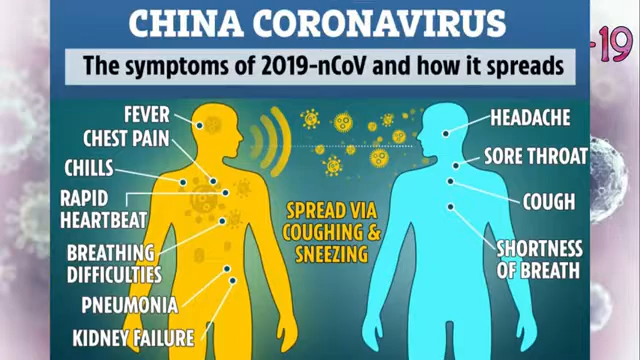 CHINA CORONAVIRUS
-19
The symptoms of 2019-nCoV and how it spreads
FEVER
CHEST PAIN
CHILLS
RAPID
HEARTBEAT
BREATHING
DIFFICULTIES
PNEUMONIA
KIDNEY FAILURE
SPREAD VIA
COUGHING &
SNEEZING
HEADACHE
SORE THROAT
COUGH
SHORTNESS
OF BREATH